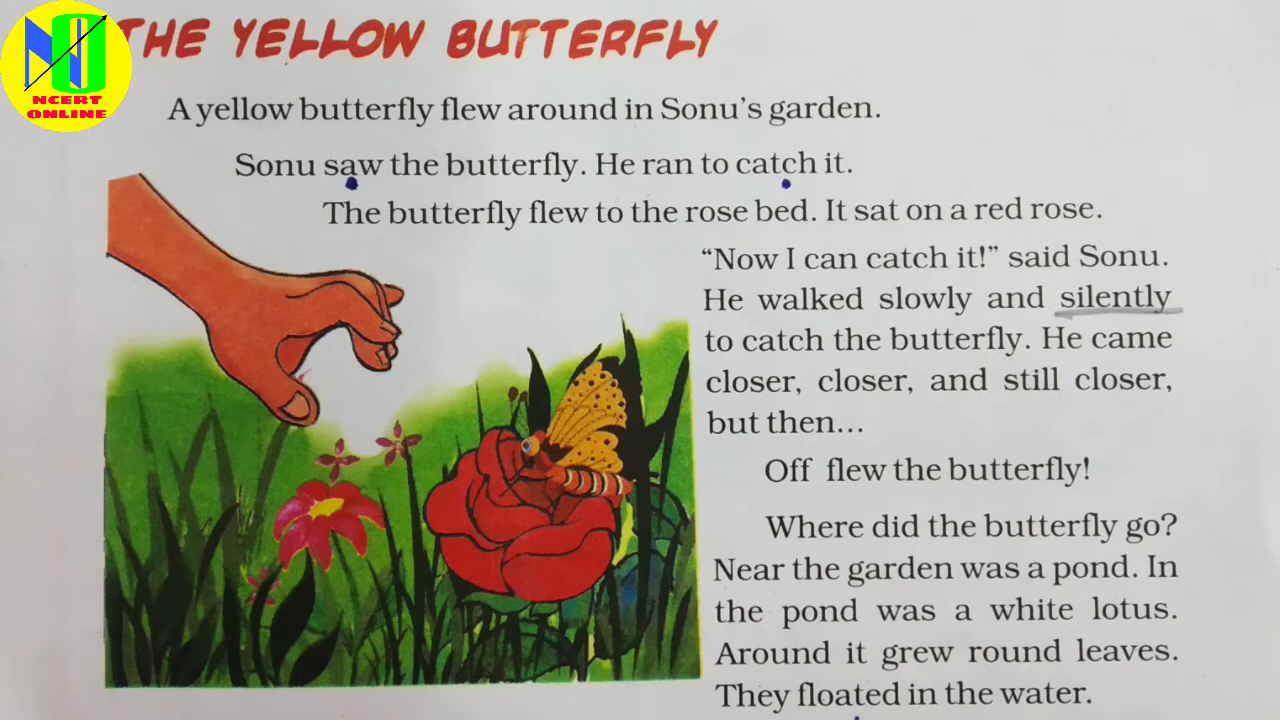 NCERT
ONLINE
THE YELLOW BUTTERFLY
A yellow butterfly flew around in Sonu's garden.
Sonu saw the butterfly. He ran to catch it.
The butterfly flew to the rose bed. It sat on a red rose.
“Now I can catch it!” said Sonu.
He walked slowly and silently
to catch the butterfly. He came
closer, closer, and still closer,
but then...
Off flew the butterfly!
Where did the butterfly go?
Near the garden was a pond. In
the pond was a white lotus.
Around it grew round leaves.
They floated in the water.